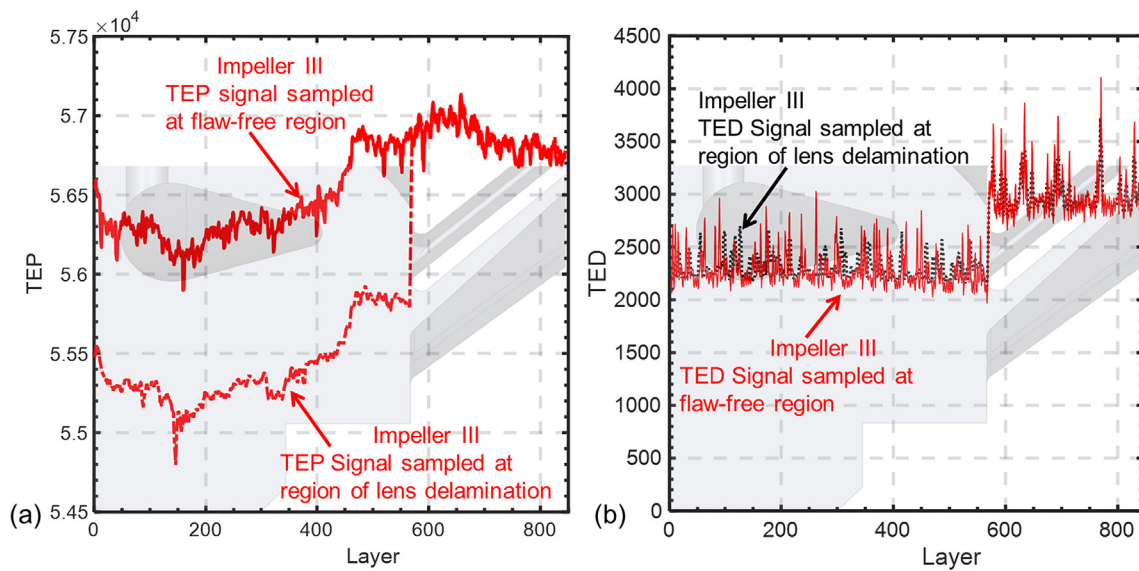 ×10⁴
5.75
5.7
5.65
5.6
5.55
5.5
5.45
TEP
Impeller III
TEP signal sampled
at flaw-free region
Impeller III
TEP Signal sampled at
region of lens delamination
0 200 400 600 800
Layer
(a)
4500
4000
3500
3000
2500
2000
1500
1000
500
0
TED
Impeller III
TED Signal sampled at
region of lens delamination
Impeller III
TED Signal sampled at
flaw-free region
0 200 400 600 800
Layer
(b)